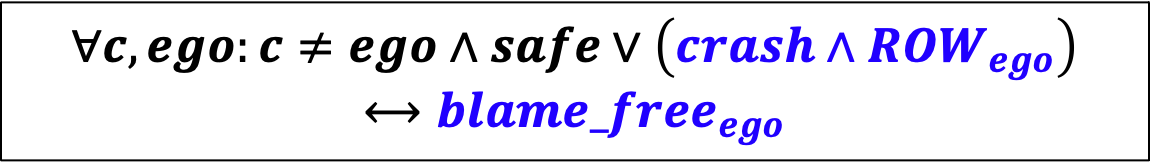 ∀c, ego: c ≠ ego ∧ safe ∨ (crash ∧ ROW_ego)
↔ blame_free_ego